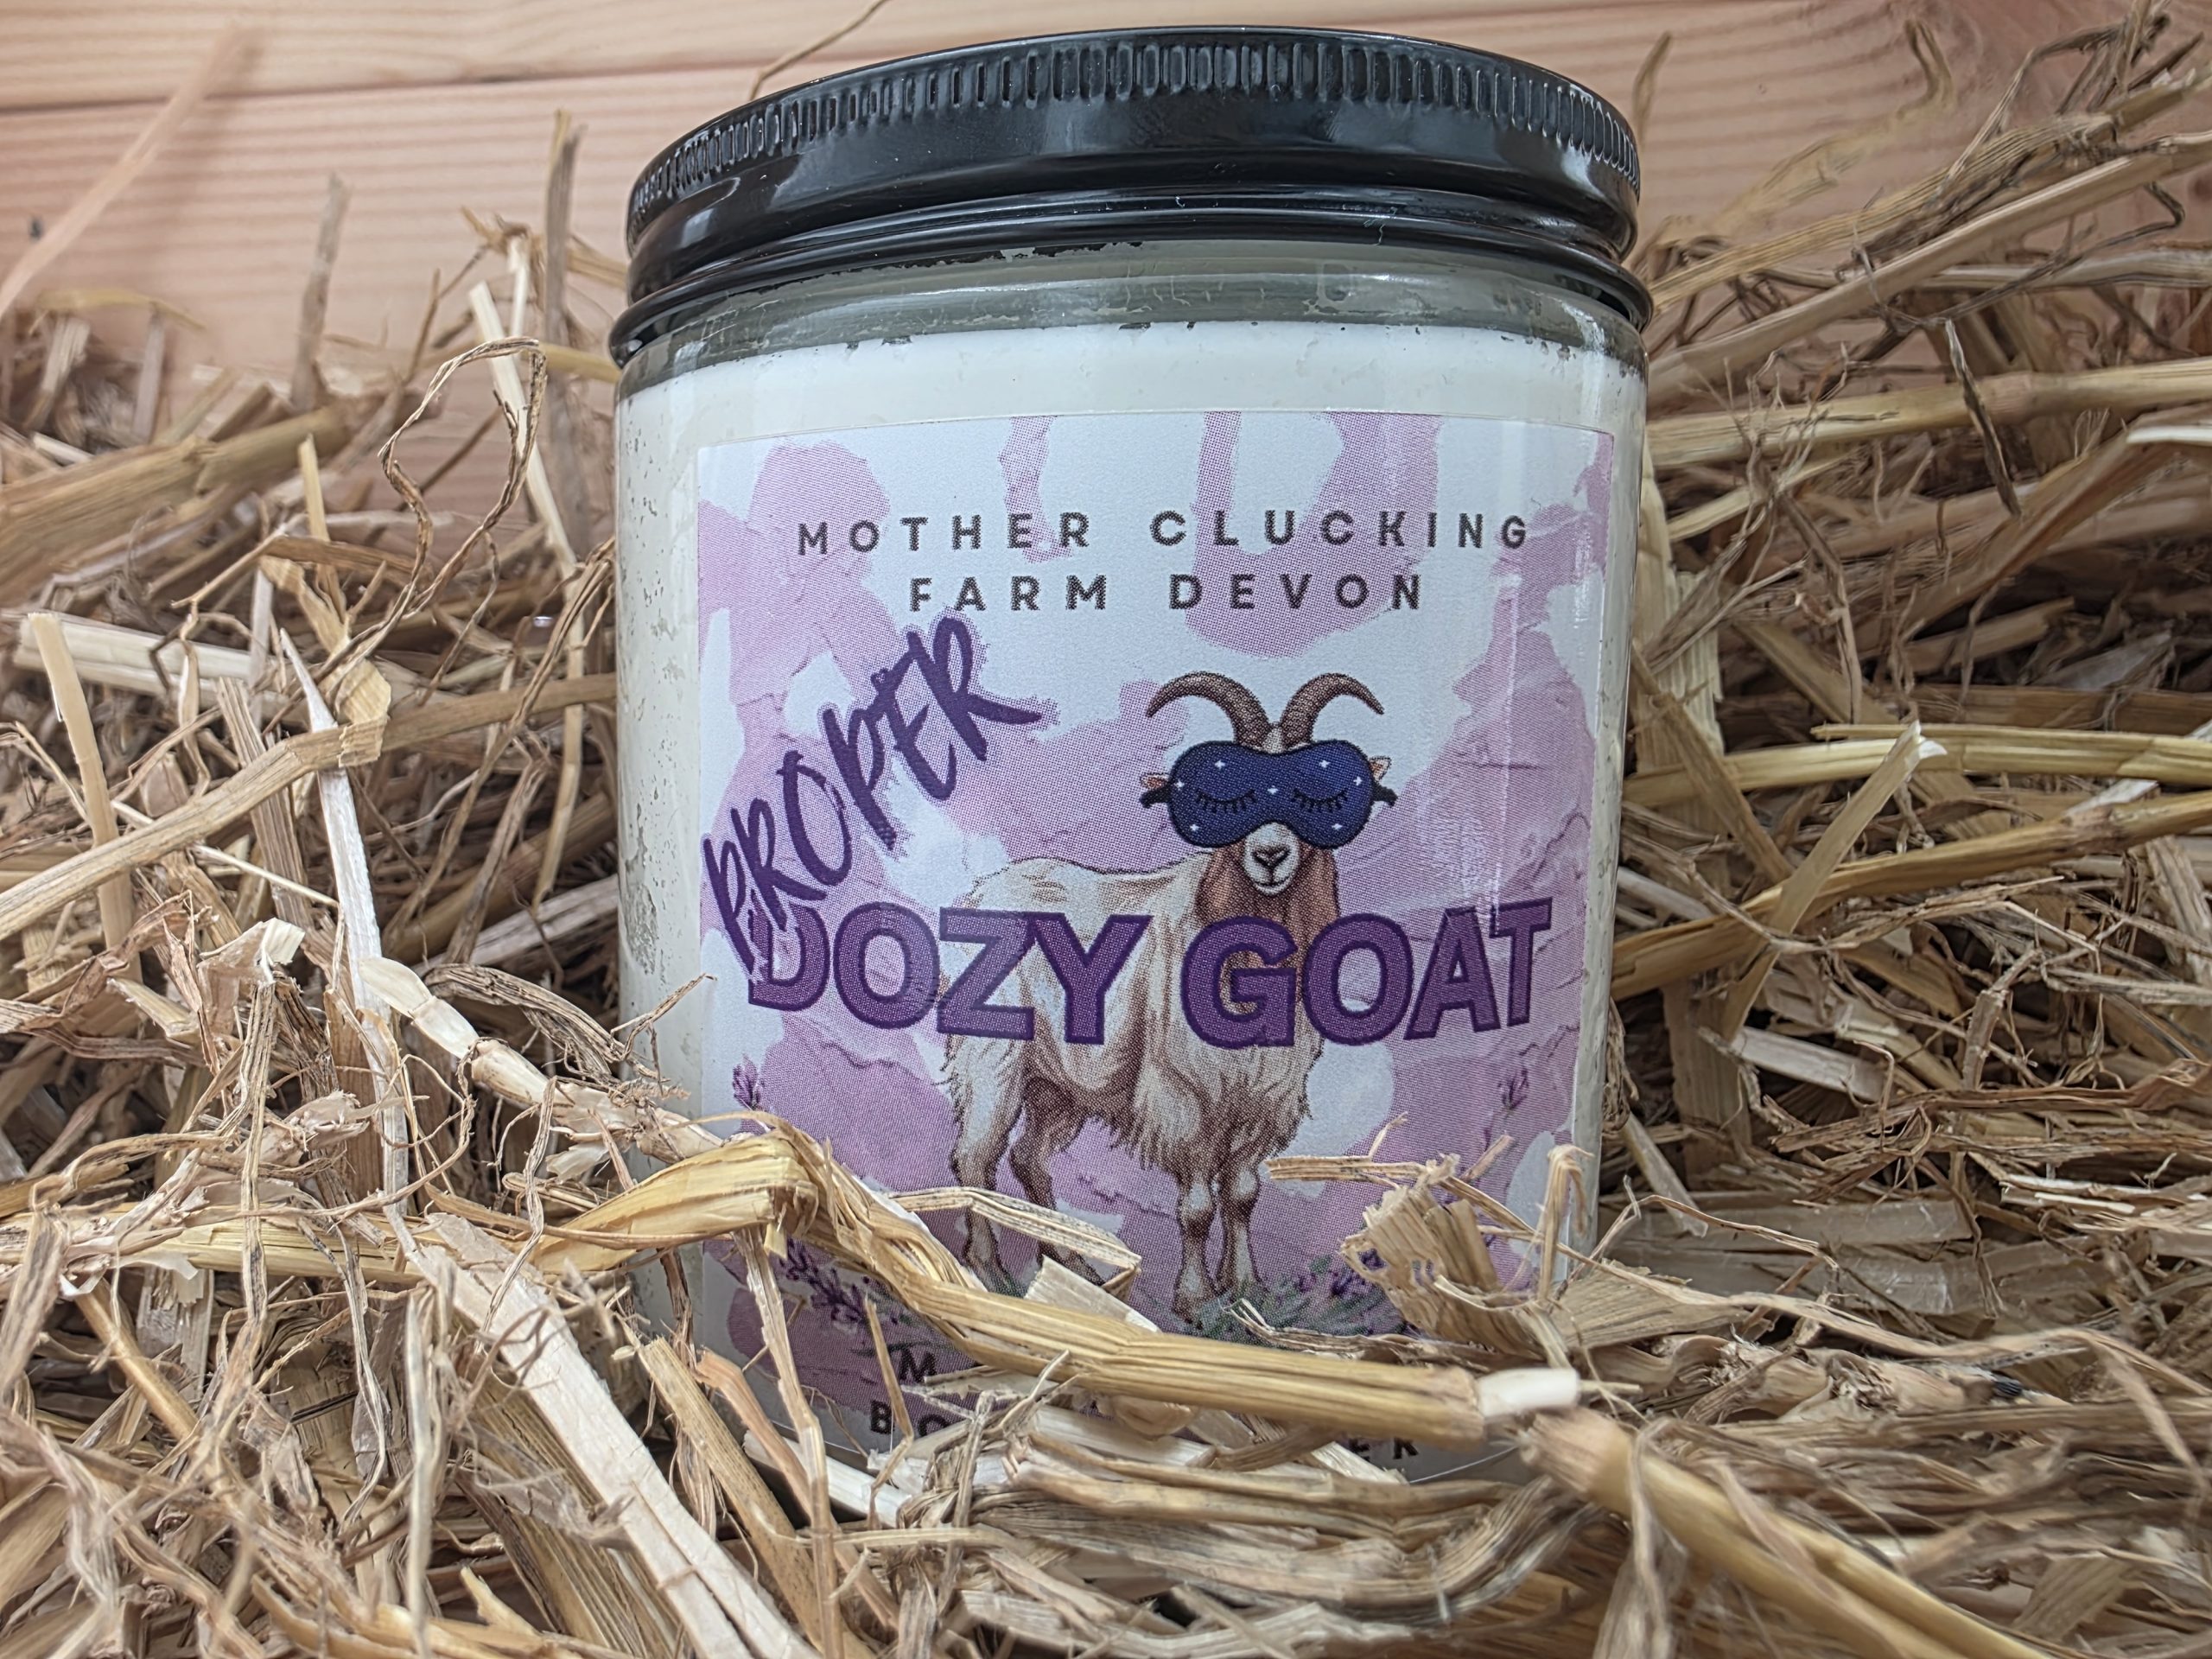 MOTHER CLUCKING
FARM DEVON
PROPER
DOZY GOAT